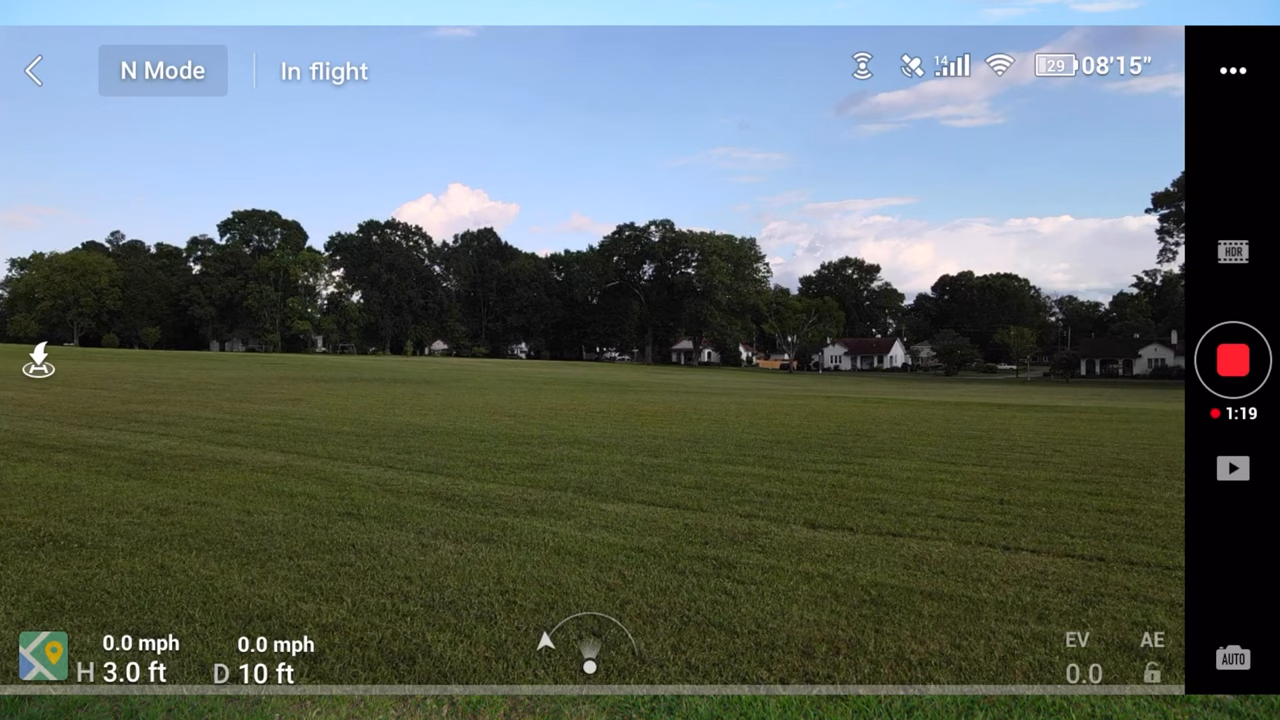 N Mode
In flight
14
29
08'15”
HDR
1:19
0.0 mph
0.0 mph
H 3.0 ft
D 10 ft
EV
AE
0.0
AUTO